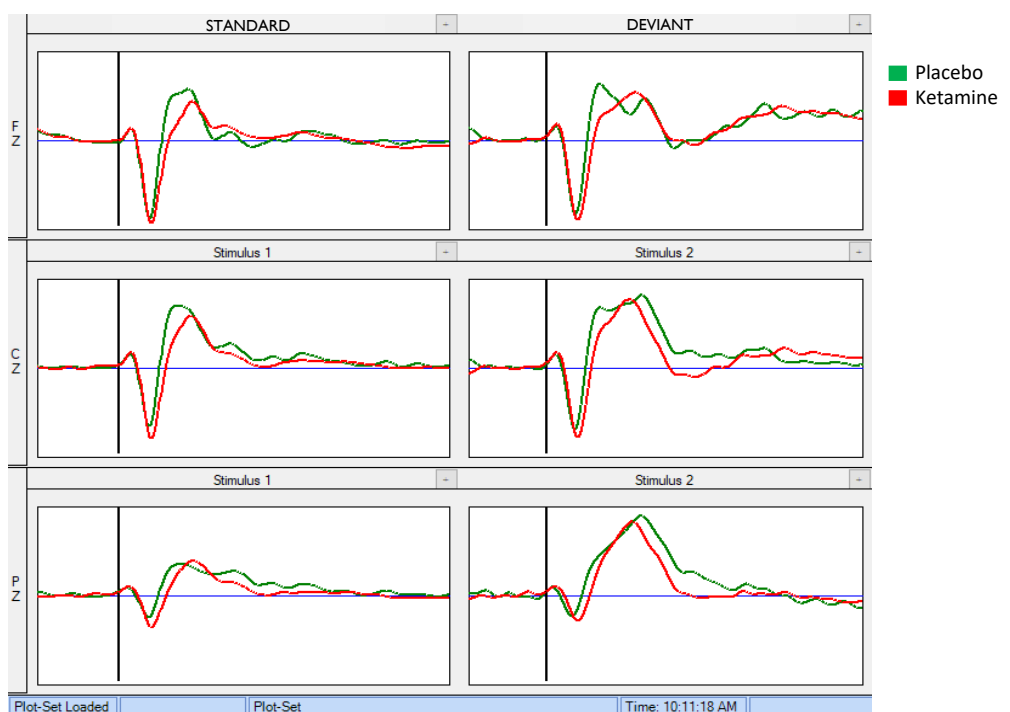 STANDARD - DEVIANT -
Placebo
Ketamine
F
Z
Stimulus 1 - Stimulus 2 -
C
Z
Stimulus 1 - Stimulus 2 -
P
Z
Plot-Set Loaded Plot-Set Time: 10:11:18 AM